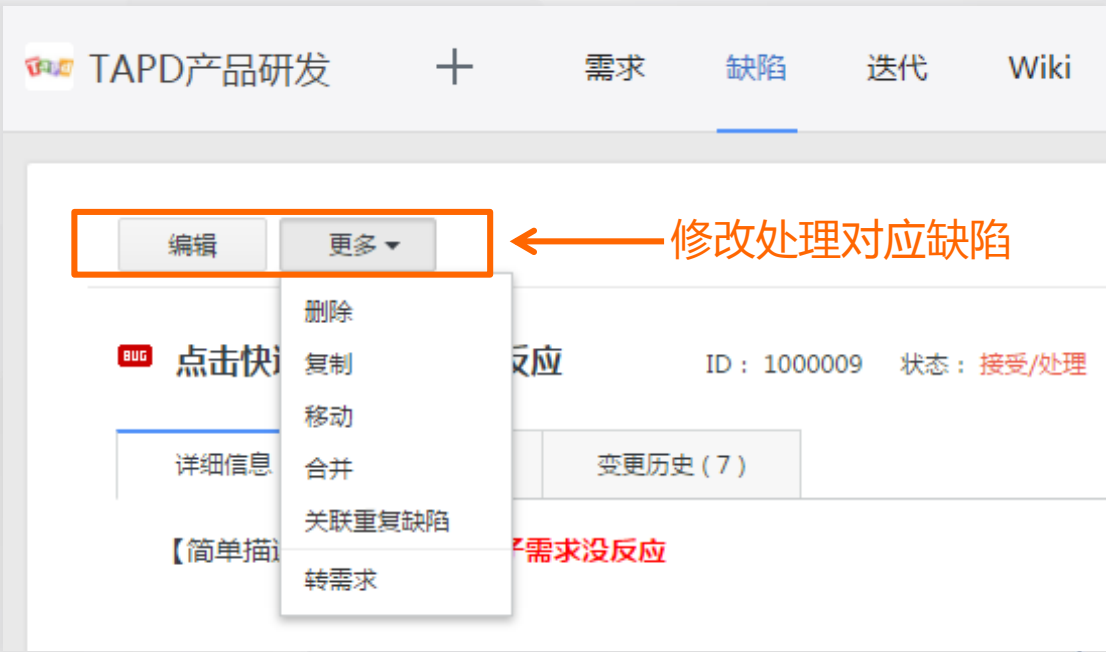 TAPD TAPD产品研发 + 需求 缺陷 迭代 Wiki
编辑 更多 修改处理对应缺陷
删除
BUG 点击快 反应 ID： 1000009 状态： 接受/处理
复制
移动
详细信息 变更历史 ( 7 )
合并
关联重复缺陷
【简单描 子需求没反应
转需求